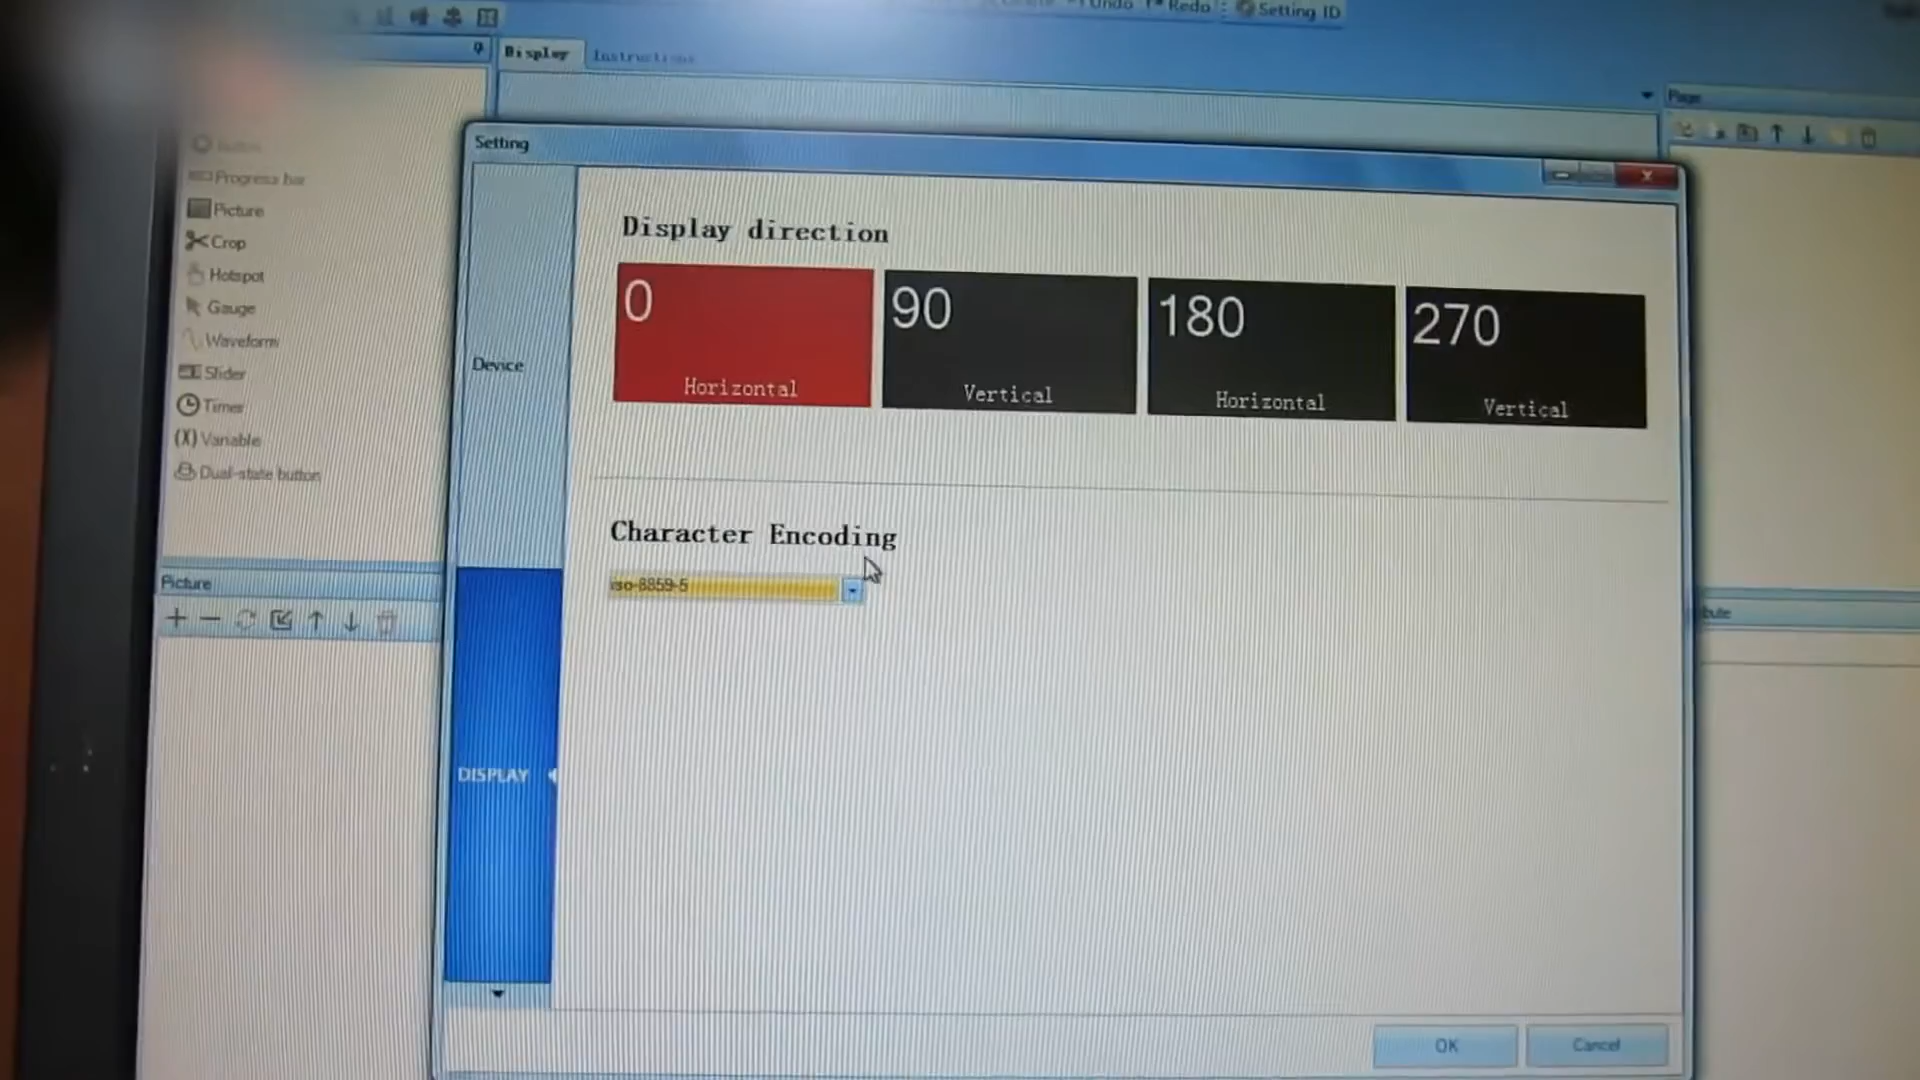 Undo Redo Setting ID
Display Instructions
Page
Setting
Progress bar
Picture
Crop
Hotspot
Gauge
Waveform
Slider
Timer
(X) Variable
Dual-state button
Picture
Device
DISPLAY
Display direction
0 90 180 270
Horizontal Vertical Horizontal Vertical
Character Encoding
iso-8859-5
bute
OK Cancel